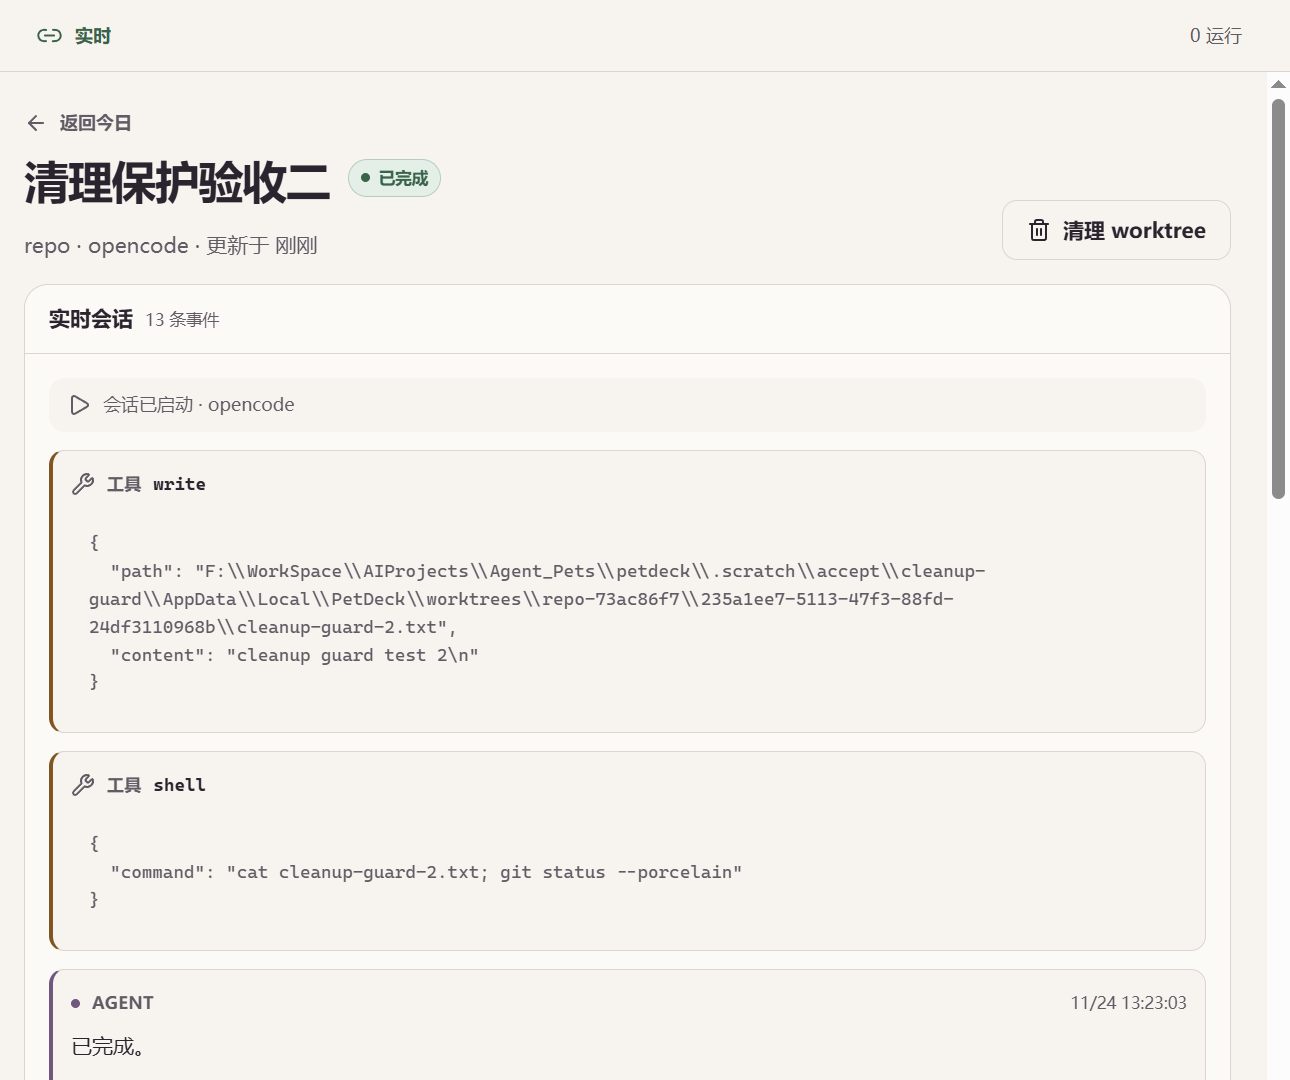 实时
0 运行
返回今日
清理保护验收二
已完成
repo · opencode · 更新于 刚刚
清理 worktree
实时会话 13 条事件
会话已启动 · opencode
工具 write
{
"path": "F:\\WorkSpace\\AIProjects\\Agent_Pets\\petdeck\\.scratch\\accept\\cleanup-
guard\\AppData\\Local\\PetDeck\\worktrees\\repo-73ac86f7\\235a1ee7-5113-47f3-88fd-
24df3110968b\\cleanup-guard-2.txt",
"content": "cleanup guard test 2\n"
}
工具 shell
{
"command": "cat cleanup-guard-2.txt; git status --porcelain"
}
AGENT
11/24 13:23:03
已完成。